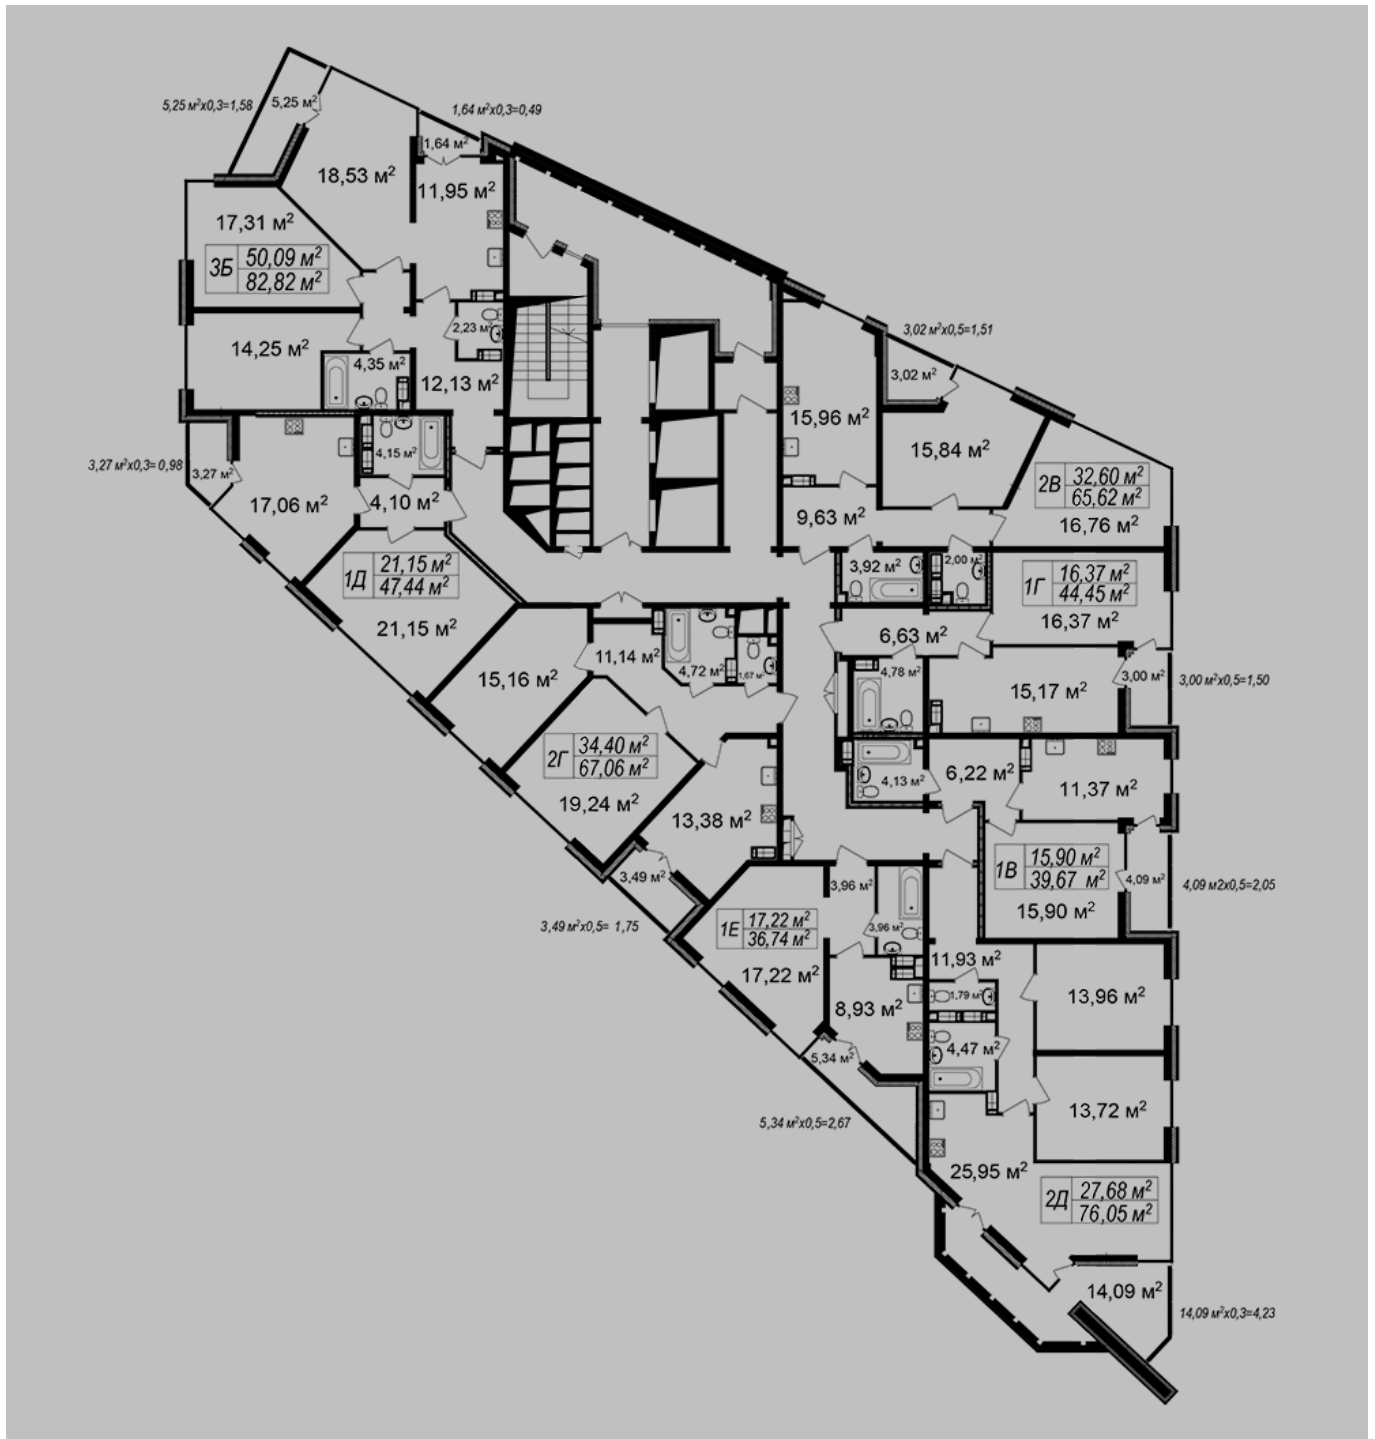 5,25 м²х0,3=1,58
5,25 м²
1,64 м²х0,3=0,49
1,64 м²
18,53 м²
11,95 м²
17,31 м²
3Б
50,09 м²
82,82 м²
2,23 м²
14,25 м²
4,35 м²
12,13 м²
3,02 м²х0,5=1,51
3,02 м²
15,96 м²
15,84 м²
4,15 м²
3,27 м²х0,3= 0,98
3,27 м²
17,06 м²
4,10 м²
2В
32,60 м²
65,62 м²
16,76 м²
9,63 м²
3,92 м²
2,00 м²
1Д
21,15 м²
47,44 м²
21,15 м²
1Г
16,37 м²
44,45 м²
16,37 м²
6,63 м²
11,14 м²
4,72 м²
1,67 м²
15,16 м²
4,78 м²
15,17 м²
3,00 м²
3,00 м²х0,5=1,50
2Г
34,40 м²
67,06 м²
19,24 м²
4,13 м²
6,22 м²
11,37 м²
13,38 м²
3,49 м²
3,49 м²х0,5= 1,75
1В
15,90 м²
39,67 м²
15,90 м²
4,09 м²
4,09 м2х0,5=2,05
3,96 м²
3,96 м²
1Е
17,22 м²
36,74 м²
17,22 м²
8,93 м²
11,93 м²
1,79 м²
13,96 м²
4,47 м²
5,34 м²
5,34 м²х0,5=2,67
13,72 м²
25,95 м²
2Д
27,68 м²
76,05 м²
14,09 м²
14,09 м²х0,3=4,23